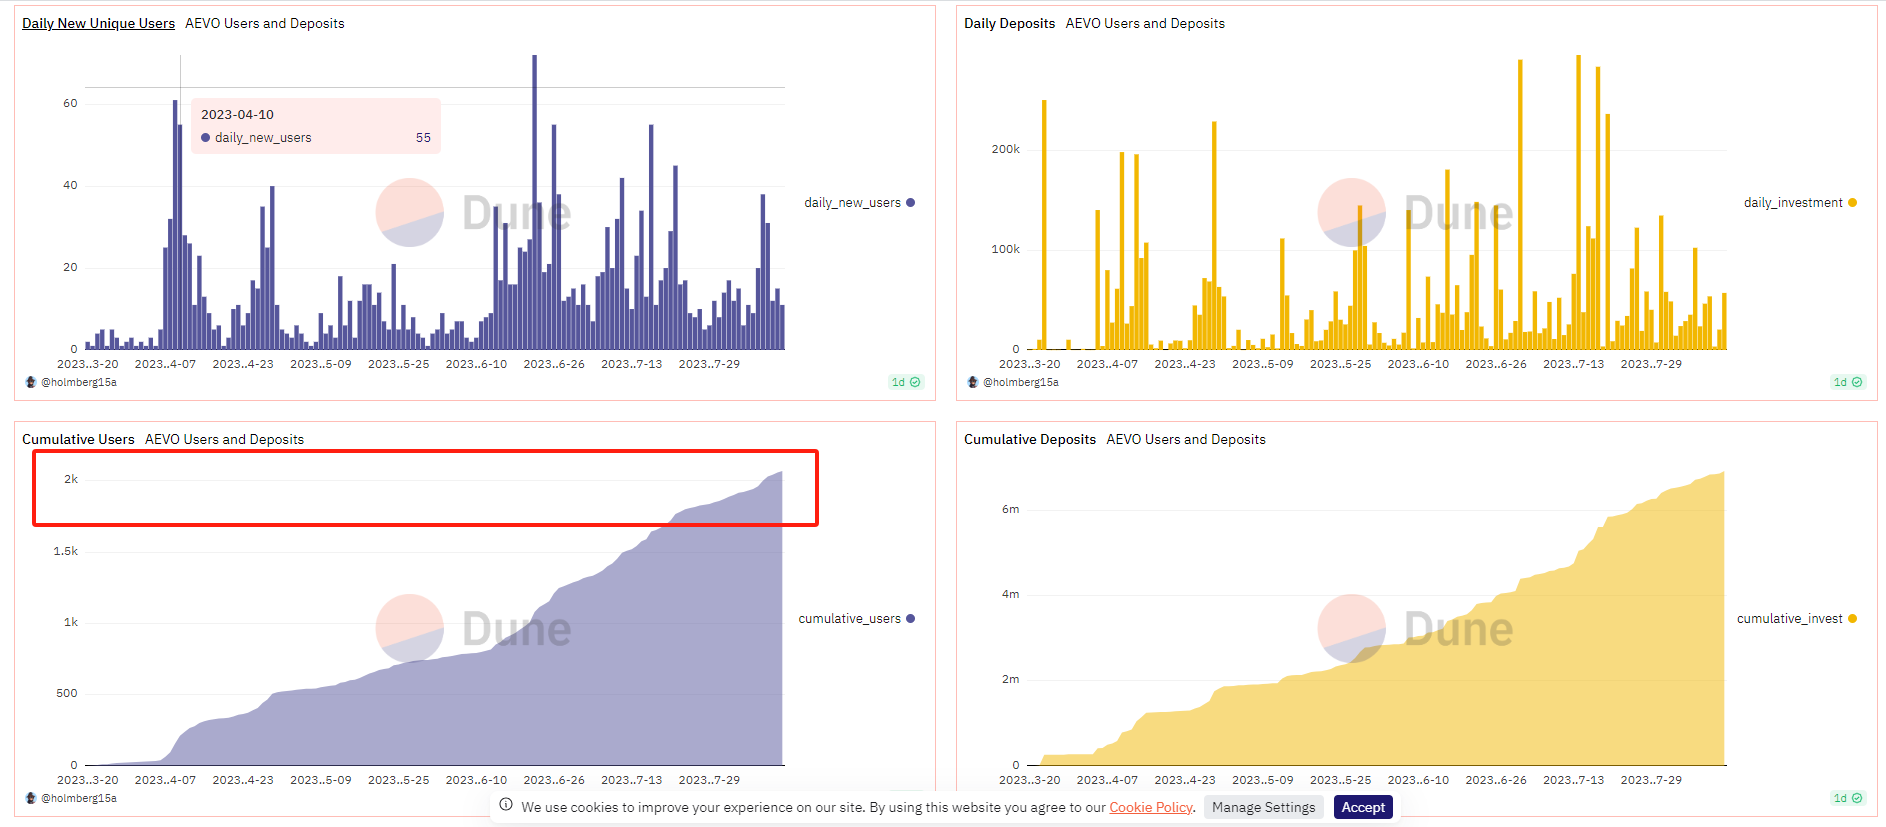 Daily New Unique Users AEVO Users and Deposits
60
40
20
0
2023-04-10
daily_new_users 55
Dune
daily_new_users
2023..3-20 2023..4-07 2023..4-23 2023..5-09 2023..5-25 2023..6-10 2023..6-26 2023..7-13 2023..7-29
@holmberg15a
1d
Daily Deposits AEVO Users and Deposits
200k
100k
0
Dune
daily_investment
2023..3-20 2023..4-07 2023..4-23 2023..5-09 2023..5-25 2023..6-10 2023..6-26 2023..7-13 2023..7-29
@holmberg15a
1d
Cumulative Users AEVO Users and Deposits
2k
1.5k
1k
500
0
Dune
cumulative_users
2023..3-20 2023..4-07 2023..4-23 2023..5-09 2023..5-25 2023..6-10 2023..6-26 2023..7-13 2023..7-29
@holmberg15a
Cumulative Deposits AEVO Users and Deposits
6m
4m
2m
0
Dune
cumulative_invest
2023..3-20 2023..4-07 2023..4-23 2023..5-09 2023..5-25 2023..6-10 2023..6-26 2023..7-13 2023..7-29
1d
We use cookies to improve your experience on our site. By using this website you agree to our Cookie Policy. Manage Settings Accept